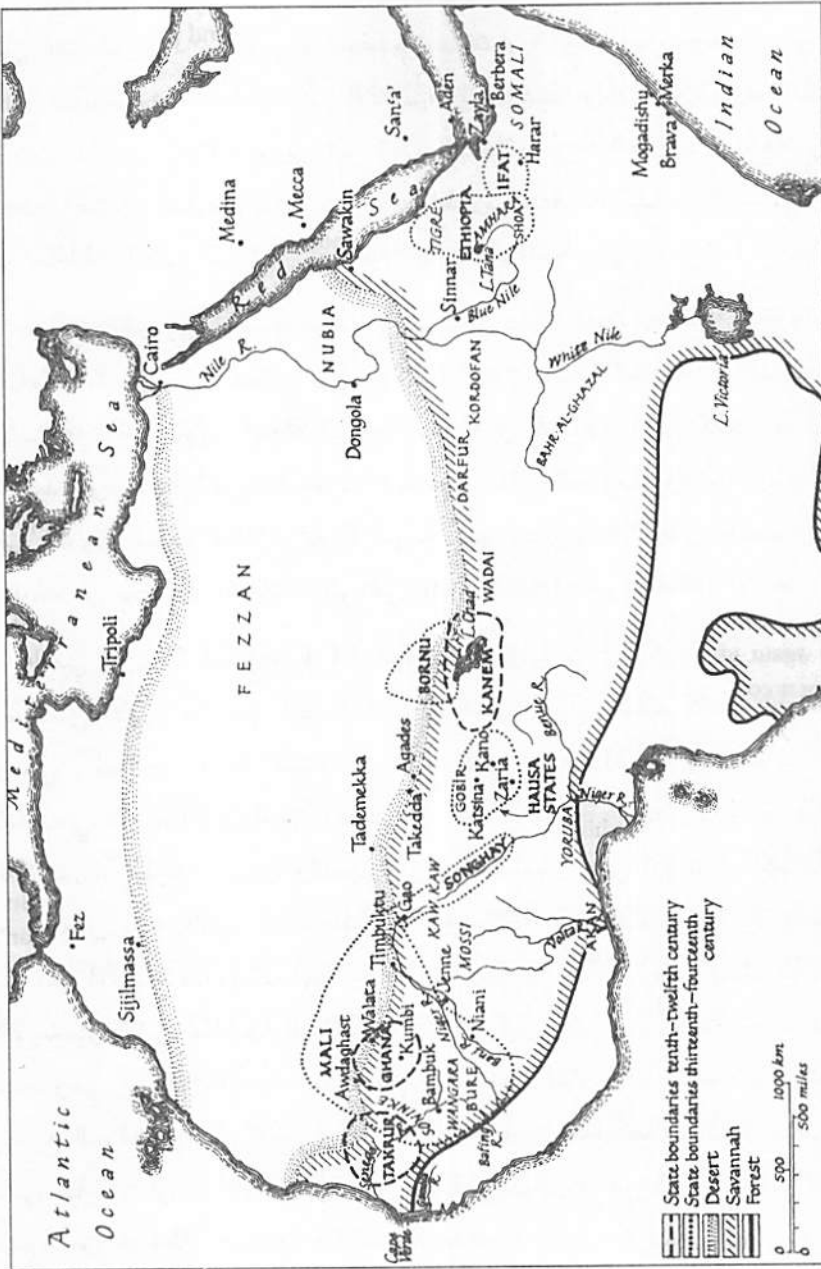 Atlantic
Ocean
Mediterranean Sea
Fez
Sijilmassa
Tripoli
Cairo
Nile R.
Red Sea
Medina
Mecca
Sawakin
San'a'
Aden
Zayla
Berbera
SOMALI
Harar
IFAT
TIGRE
ETHIOPIA
AMHARA
SHOA
L. Tana
Sinnar
Blue Nile
NUBIA
Dongola
FEZZAN
KORDOFAN
DARFUR
White Nile
BAHR-AL-GHAZAL
L. Victoria
Mogadishu
Brava
Merka
Indian
Ocean
WADAI
L. Chad
BORNU
KANEM
Agades
Takedda
Tademekka
GOBIR
Katsina
Kano
Zaria
HAUSA
STATES
Benue R.
Niger R.
YORUBA
SONGHAY
KAW KAW
Gao
Timbuktu
MOSSI
Volta
AKAN
Jenne
Niger R.
Niani
MALI
Awdaghast
Walata
GHANA
Kumbi
Bambuk
WANGARA
BURE
TAKRUR
Cape
Verde
State boundaries tenth–twelfth century
State boundaries thirteenth–fourteenth
century
Desert
Savannah
Forest
0 500 1000 km
0 500 miles